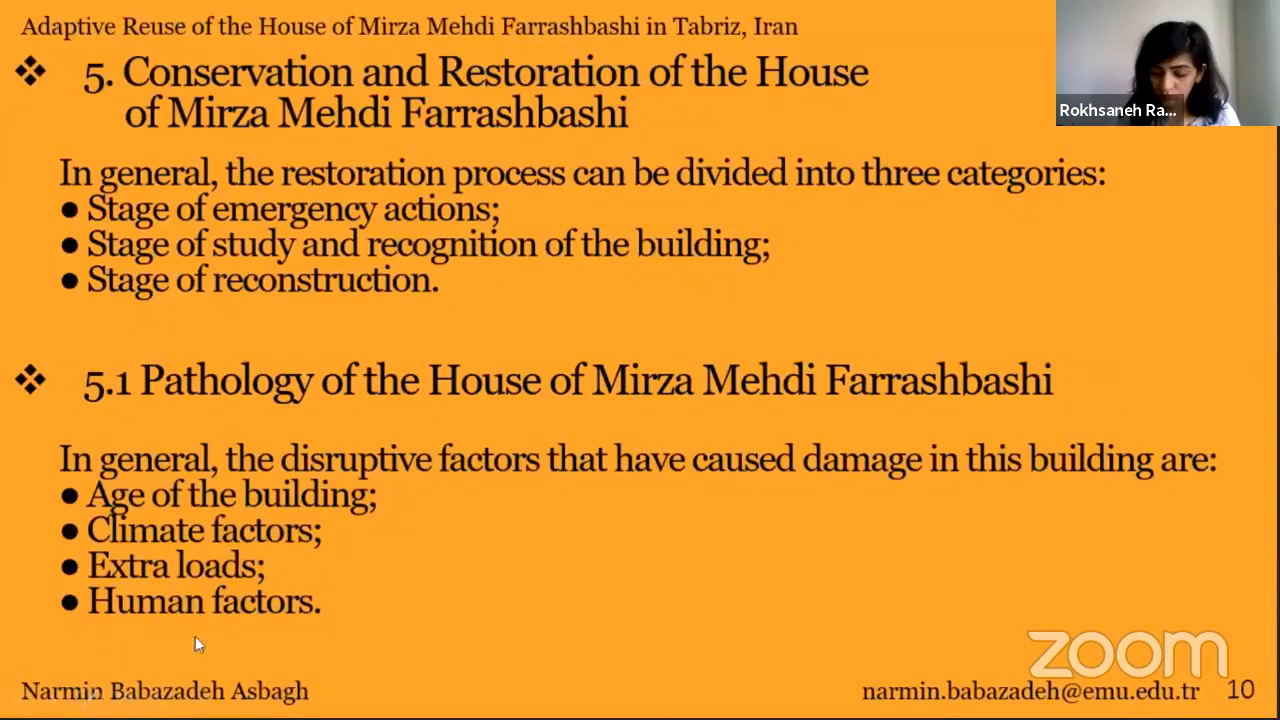 Adaptive Reuse of the House of Mirza Mehdi Farrashbashi in Tabriz, Iran
❖ 5. Conservation and Restoration of the House
of Mirza Mehdi Farrashbashi
Rokhsaneh Ra...
In general, the restoration process can be divided into three categories:
● Stage of emergency actions;
● Stage of study and recognition of the building;
● Stage of reconstruction.
❖ 5.1 Pathology of the House of Mirza Mehdi Farrashbashi
In general, the disruptive factors that have caused damage in this building are:
● Age of the building;
● Climate factors;
● Extra loads;
● Human factors.
zoom
Narmin Babazadeh Asbagh
narmin.babazadeh@emu.edu.tr 10